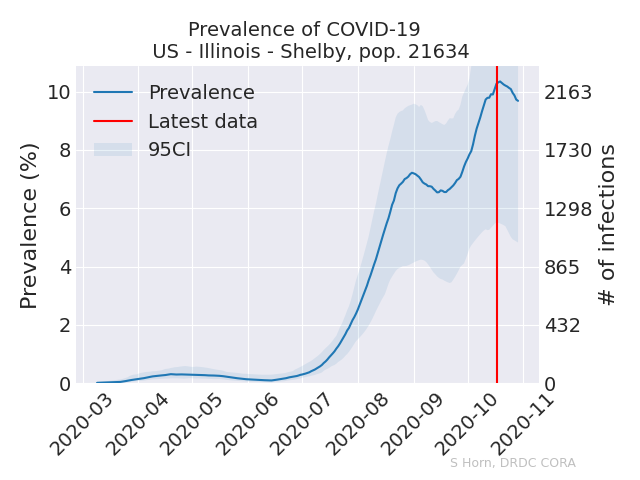 Prevalence of COVID-19
US - Illinois - Shelby, pop. 21634
Prevalence
Latest data
95CI
Prevalence (%)
10
8
6
4
2
0
2163
1730
1298
865
432
0
# of infections
2020-03
2020-04
2020-05
2020-06
2020-07
2020-08
2020-09
2020-10
2020-11
S Horn, DRDC CORA